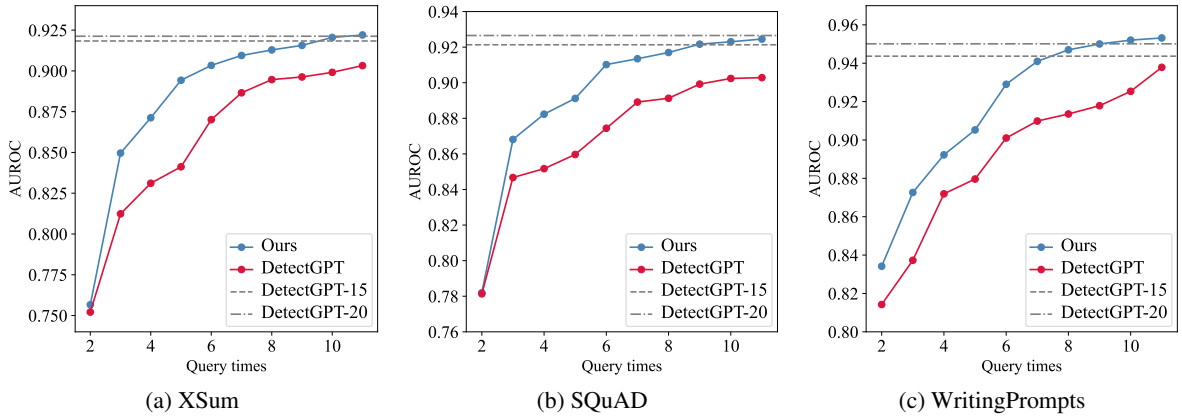 0.925
0.900
0.875
0.850
0.825
0.800
0.775
0.750
AUROC
2 4 6 8 10
Query times
Ours
DetectGPT
DetectGPT-15
DetectGPT-20
(a) XSum
0.94
0.92
0.90
0.88
0.86
0.84
0.82
0.80
0.78
0.76
AUROC
2 4 6 8 10
Query times
Ours
DetectGPT
DetectGPT-15
DetectGPT-20
(b) SQuAD
0.96
0.94
0.92
0.90
0.88
0.86
0.84
0.82
0.80
AUROC
2 4 6 8 10
Query times
Ours
DetectGPT
DetectGPT-15
DetectGPT-20
(c) WritingPrompts